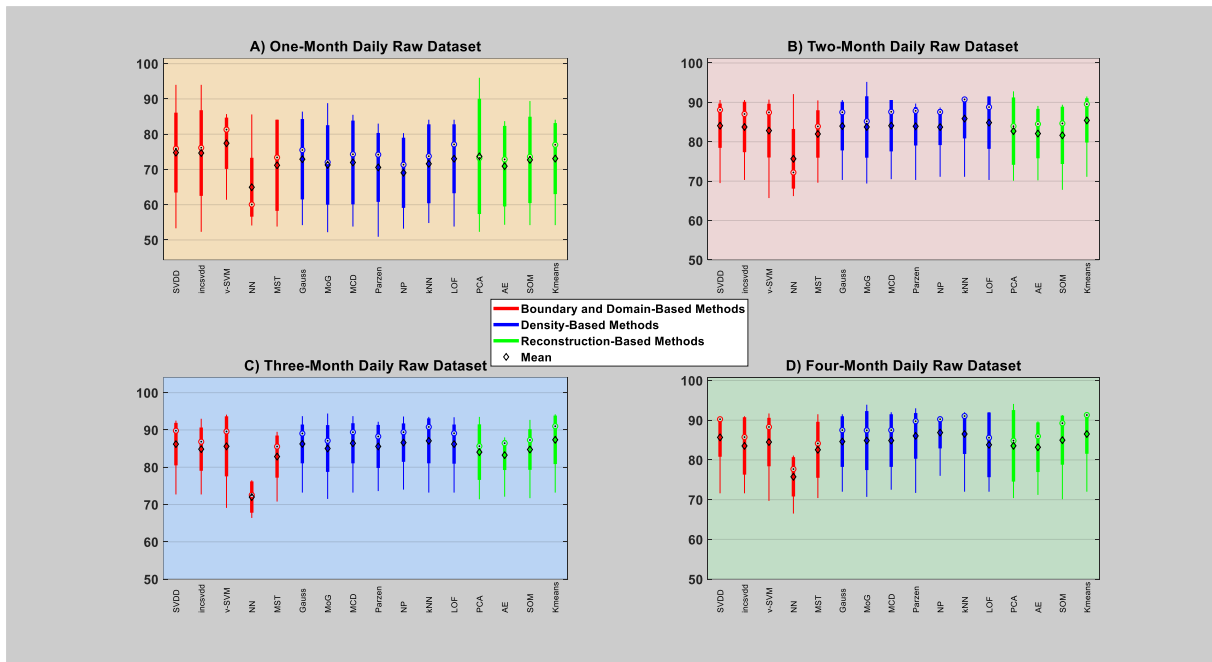 A) One-Month Daily Raw Dataset
100
90
80
70
60
50
SVDD
incsvdd
v-SVM
NN
MST
Gauss
MoG
MCD
Parzen
NP
kNN
LOF
PCA
AE
SOM
Kmeans
B) Two-Month Daily Raw Dataset
100
90
80
70
60
50
SVDD
incsvdd
v-SVM
NN
MST
Gauss
MoG
MCD
Parzen
NP
kNN
LOF
PCA
AE
SOM
Kmeans
Boundary and Domain-Based Methods
Density-Based Methods
Reconstruction-Based Methods
Mean
C) Three-Month Daily Raw Dataset
100
90
80
70
60
50
SVDD
incsvdd
v-SVM
NN
MST
Gauss
MoG
MCD
Parzen
NP
kNN
LOF
PCA
AE
SOM
Kmeans
D) Four-Month Daily Raw Dataset
100
90
80
70
60
50
SVDD
incsvdd
v-SVM
NN
MST
Gauss
MoG
MCD
Parzen
NP
kNN
LOF
PCA
AE
SOM
Kmeans